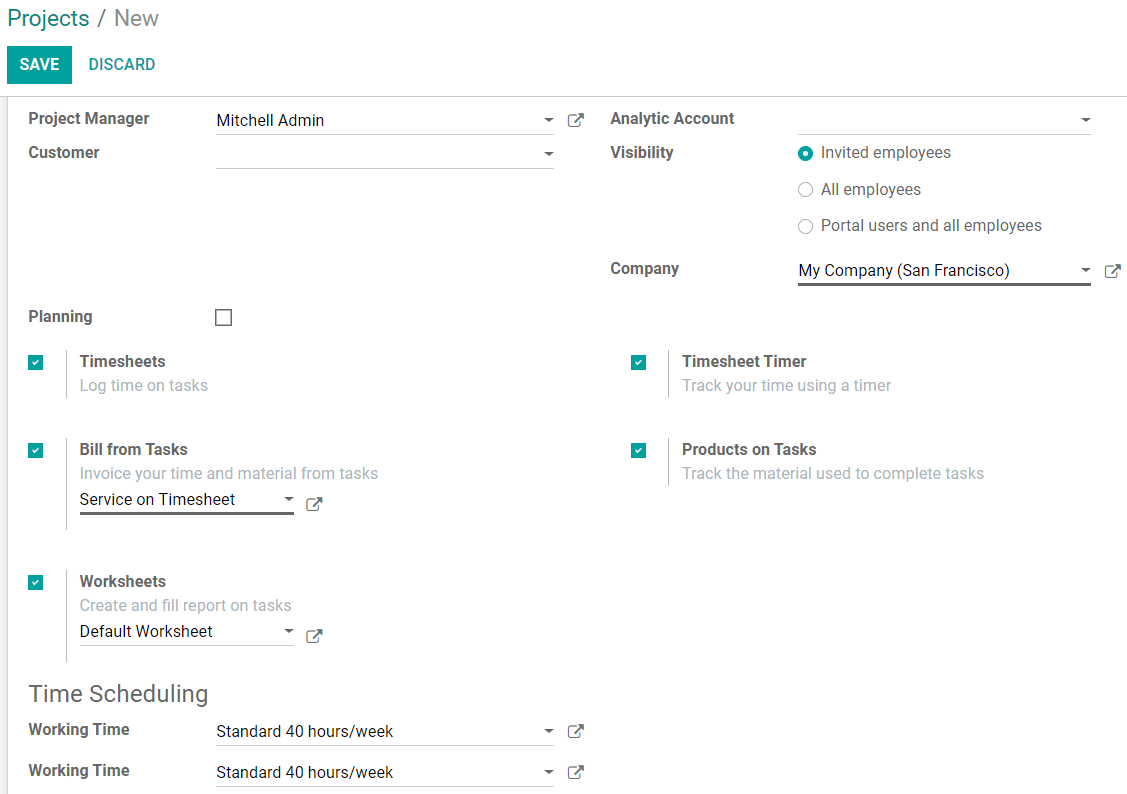 Projects / New
SAVE DISCARD
Project Manager Mitchell Admin Analytic Account
Customer Visibility Invited employees
All employees
Portal users and all employees
Company My Company (San Francisco)
Planning
Timesheets Timesheet Timer
Log time on tasks Track your time using a timer
Bill from Tasks Products on Tasks
Invoice your time and material from tasks Track the material used to complete tasks
Service on Timesheet
Worksheets
Create and fill report on tasks
Default Worksheet
Time Scheduling
Working Time Standard 40 hours/week
Working Time Standard 40 hours/week